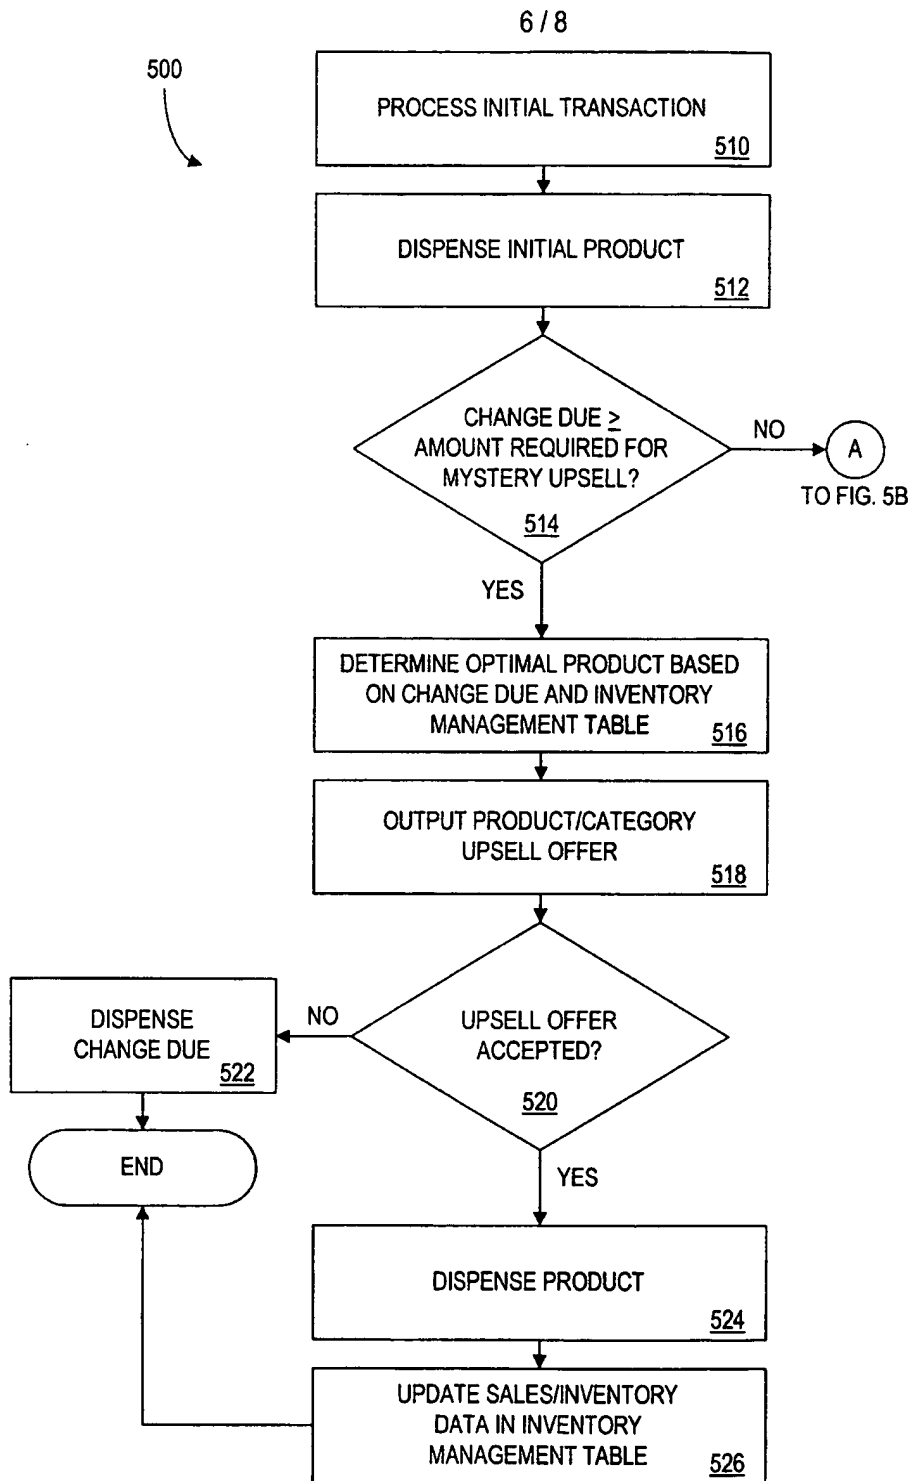 6 / 8
500
PROCESS INITIAL TRANSACTION
510
DISPENSE INITIAL PRODUCT
512
CHANGE DUE ≥
AMOUNT REQUIRED FOR
MYSTERY UPSELL?
514
NO
A
TO FIG. 5B
YES
DETERMINE OPTIMAL PRODUCT BASED
ON CHANGE DUE AND INVENTORY
MANAGEMENT TABLE
516
OUTPUT PRODUCT/CATEGORY
UPSELL OFFER
518
UPSELL OFFER
ACCEPTED?
520
NO
DISPENSE
CHANGE DUE
522
END
YES
DISPENSE PRODUCT
524
UPDATE SALES/INVENTORY
DATA IN INVENTORY
MANAGEMENT TABLE
526